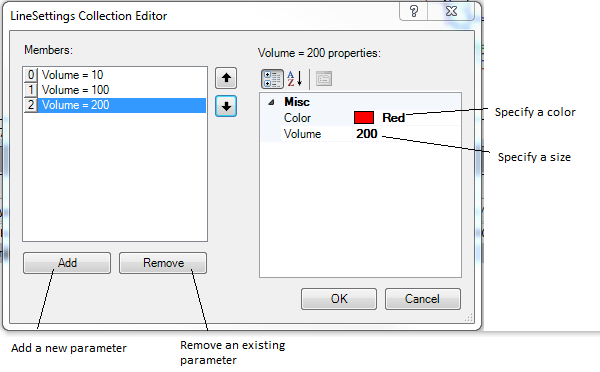 LineSettings Collection Editor
Members:
Volume = 200 properties:
0 Volume = 10
1 Volume = 100
2 Volume = 200
A
Z
Misc
Color Red
Volume 200
Specify a color
Specify a size
Add
Remove
OK
Cancel
Add a new parameter
Remove an existing
parameter